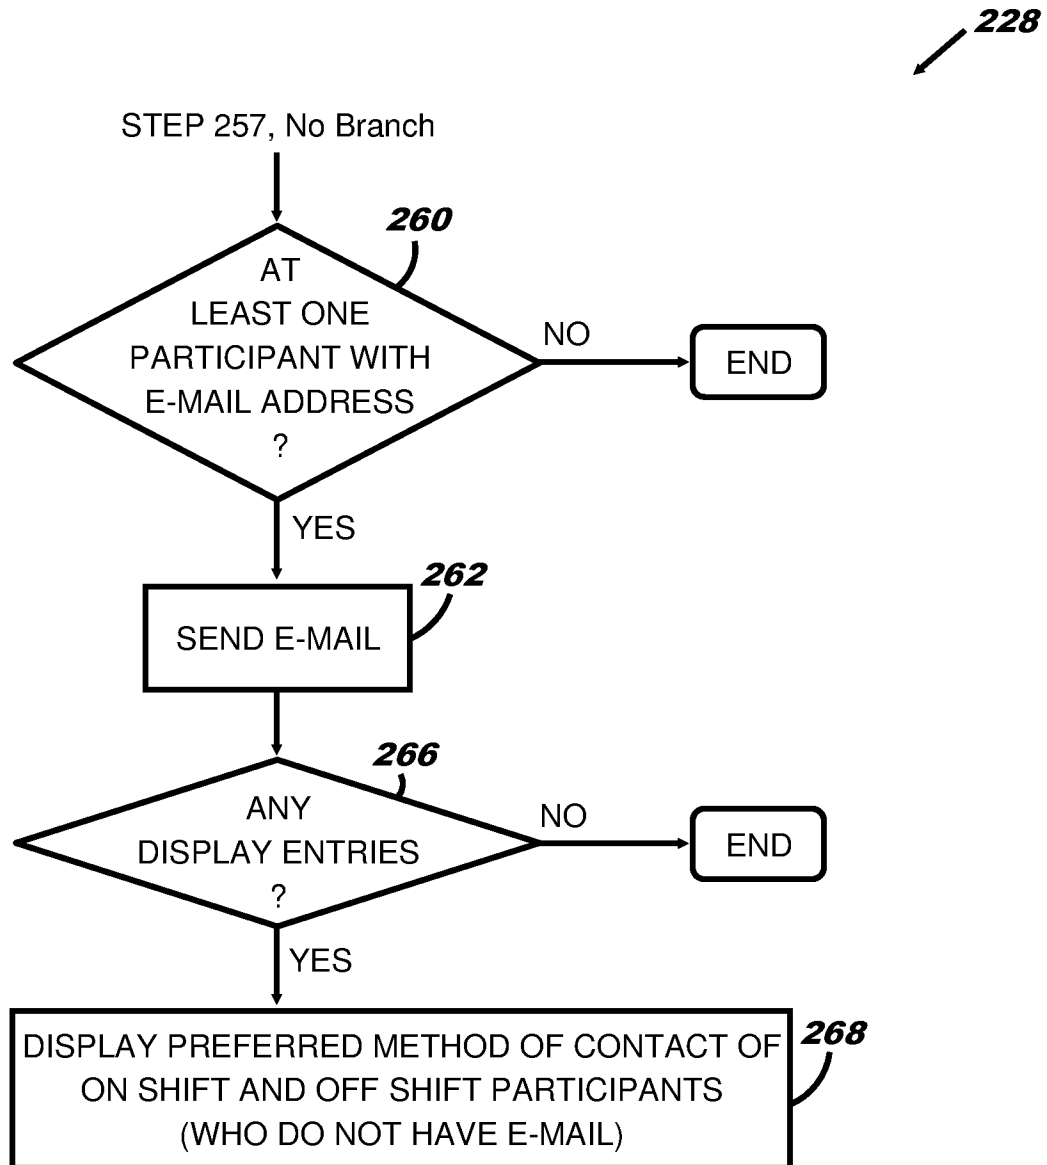 228
STEP 257, No Branch
260
AT
LEAST ONE
PARTICIPANT WITH
E-MAIL ADDRESS
?
NO
END
YES
262
SEND E-MAIL
266
ANY
DISPLAY ENTRIES
?
NO
END
YES
268
DISPLAY PREFERRED METHOD OF CONTACT OF
ON SHIFT AND OFF SHIFT PARTICIPANTS
(WHO DO NOT HAVE E-MAIL)